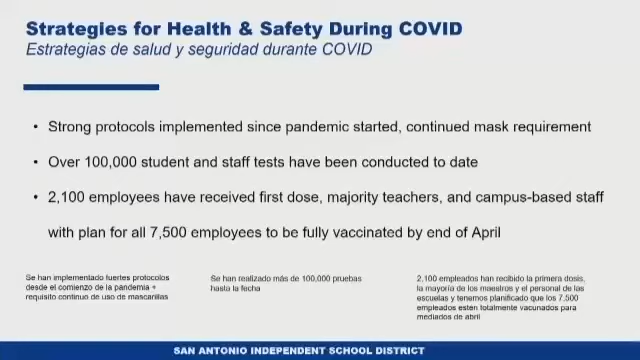 Strategies for Health & Safety During COVID
Estrategias de salud y seguridad durante COVID
• Strong protocols implemented since pandemic started, continued mask requirement
• Over 100,000 student and staff tests have been conducted to date
• 2,100 employees have received first dose, majority teachers, and campus-based staff
with plan for all 7,500 employees to be fully vaccinated by end of April
Se han implementado fuertes protocolos
desde el comienzo de la pandemia +
requisito continuo de uso de mascarillas
Se han realizado más de 100,000 pruebas
hasta la fecha
2,100 empleados han recibido la primera dosis,
la mayoría de los maestros y el personal de las
escuelas y tenemos planificado que los 7,500
empleados estén totalmente vacunados para
mediados de abril
SAN ANTONIO INDEPENDENT SCHOOL DISTRICT